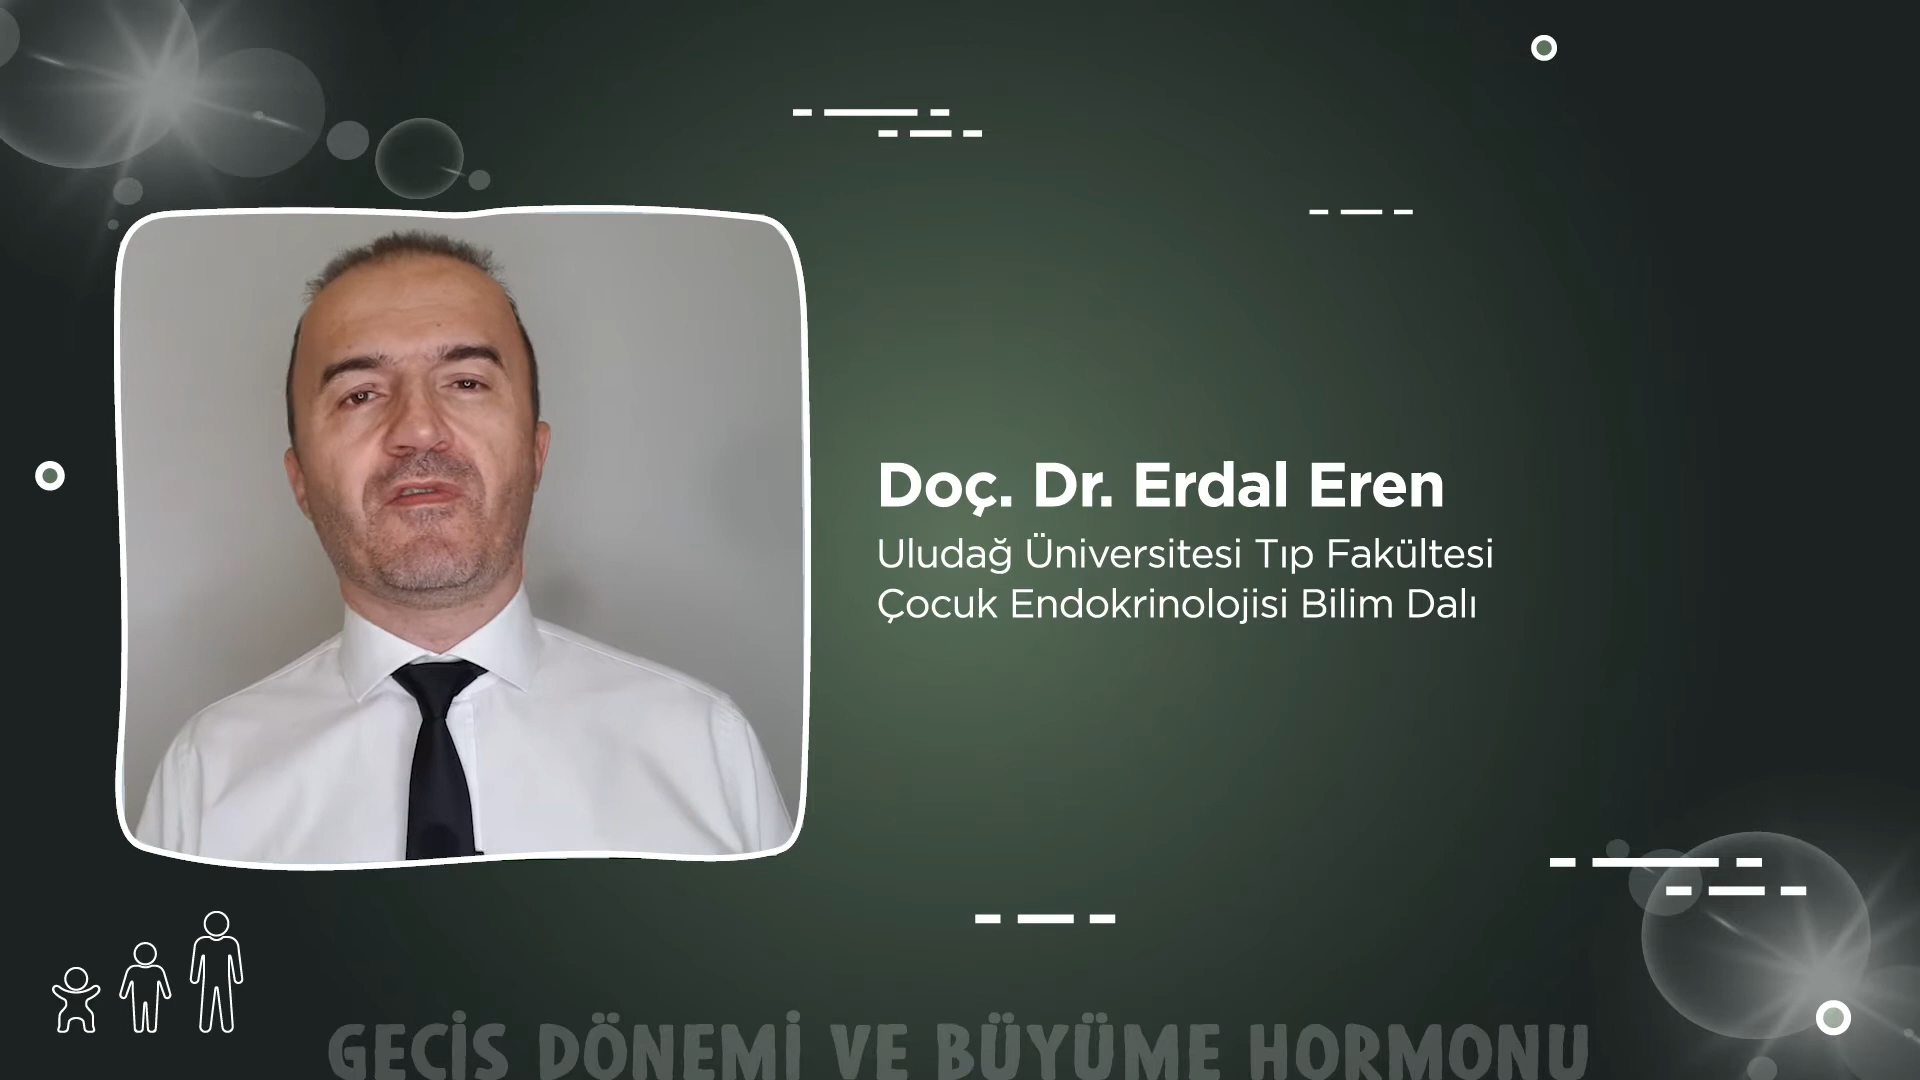 Doç. Dr. Erdal Eren
Uludağ Üniversitesi Tıp Fakültesi
Çocuk Endokrinolojisi Bilim Dalı
GEÇİŞ DÖNEMİ VE BÜYÜME HORMONU